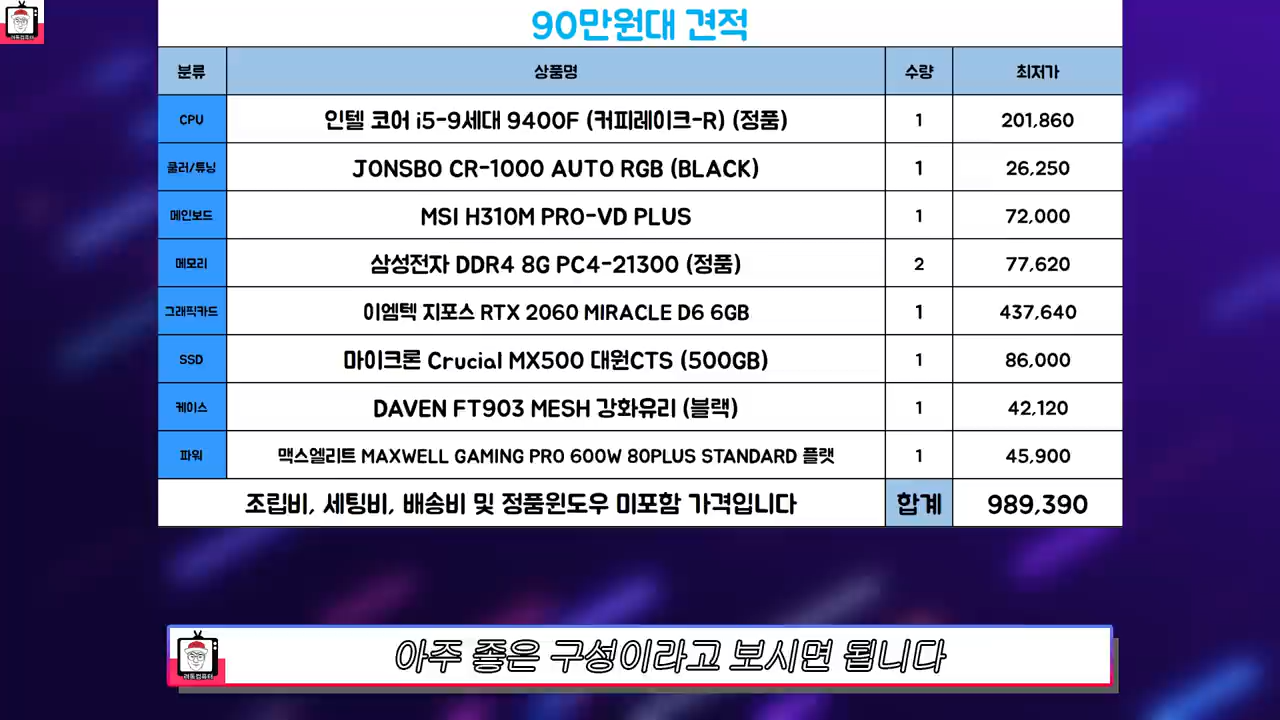 90만원대 견적
분류 상품명 수량 최저가
CPU 인텔 코어 i5-9세대 9400F (커피레이크-R) (정품) 1 201,860
쿨러/튜닝 JONSBO CR-1000 AUTO RGB (BLACK) 1 26,250
메인보드 MSI H310M PRO-VD PLUS 1 72,000
메모리 삼성전자 DDR4 8G PC4-21300 (정품) 2 77,620
그래픽카드 이엠텍 지포스 RTX 2060 MIRACLE D6 6GB 1 437,640
SSD 마이크론 Crucial MX500 대원CTS (500GB) 1 86,000
케이스 DAVEN FT903 MESH 강화유리 (블랙) 1 42,120
파워 맥스엘리트 MAXWELL GAMING PRO 600W 80PLUS STANDARD 플랫 1 45,900
조립비, 세팅비, 배송비 및 정품윈도우 미포함 가격입니다 합계 989,390
아주 좋은 구성이라고 보시면 됩니다